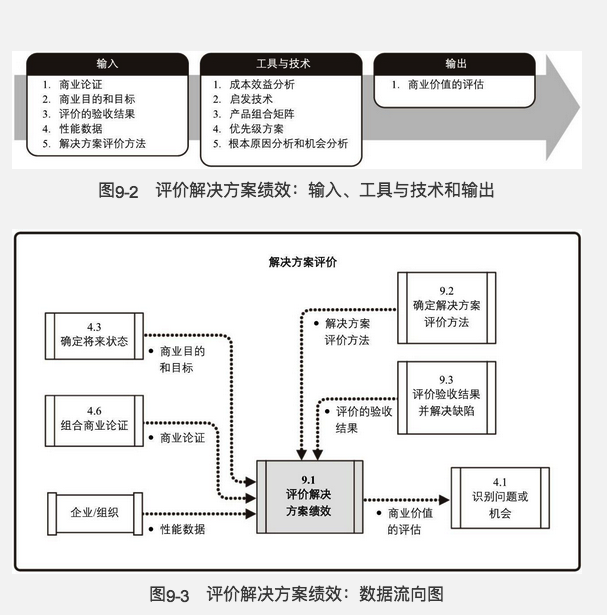 输入
1. 商业论证
2. 商业目的和目标
3. 评价的验收结果
4. 性能数据
5. 解决方案评价方法
工具与技术
1. 成本效益分析
2. 启发技术
3. 产品组合矩阵
4. 优先级方案
5. 根本原因分析和机会分析
输出
1. 商业价值的评估
图9-2 评价解决方案绩效：输入、工具与技术和输出
解决方案评价
4.3
确定将来状态
• 商业目的
和目标
4.6
组合商业论证
• 商业论证
企业/组织
• 性能数据
9.2
确定解决方案
评价方法
• 解决方案
评价方法
9.3
评价验收结果
并解决缺陷
• 评价的验收
结果
9.1
评价解决
方案绩效
• 商业价值
的评估
4.1
识别问题或
机会
图9-3 评价解决方案绩效：数据流向图